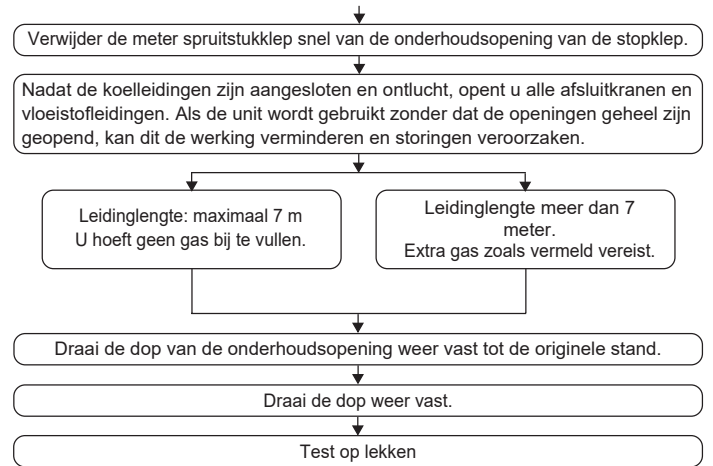 Verwijder de meter spruitstukklep snel van de onderhoudsopening van de stopklep.
Nadat de koelleidingen zijn aangesloten en ontlucht, opent u alle afsluitkranen en
vloeistofleidingen. Als de unit wordt gebruikt zonder dat de openingen geheel zijn
geopend, kan dit de werking verminderen en storingen veroorzaken.
Leidinglengte: maximaal 7 m
U hoeft geen gas bij te vullen.
Leidinglengte meer dan 7
meter.
Extra gas zoals vermeld vereist.
Draai de dop van de onderhoudsopening weer vast tot de originele stand.
Draai de dop weer vast.
Test op lekken